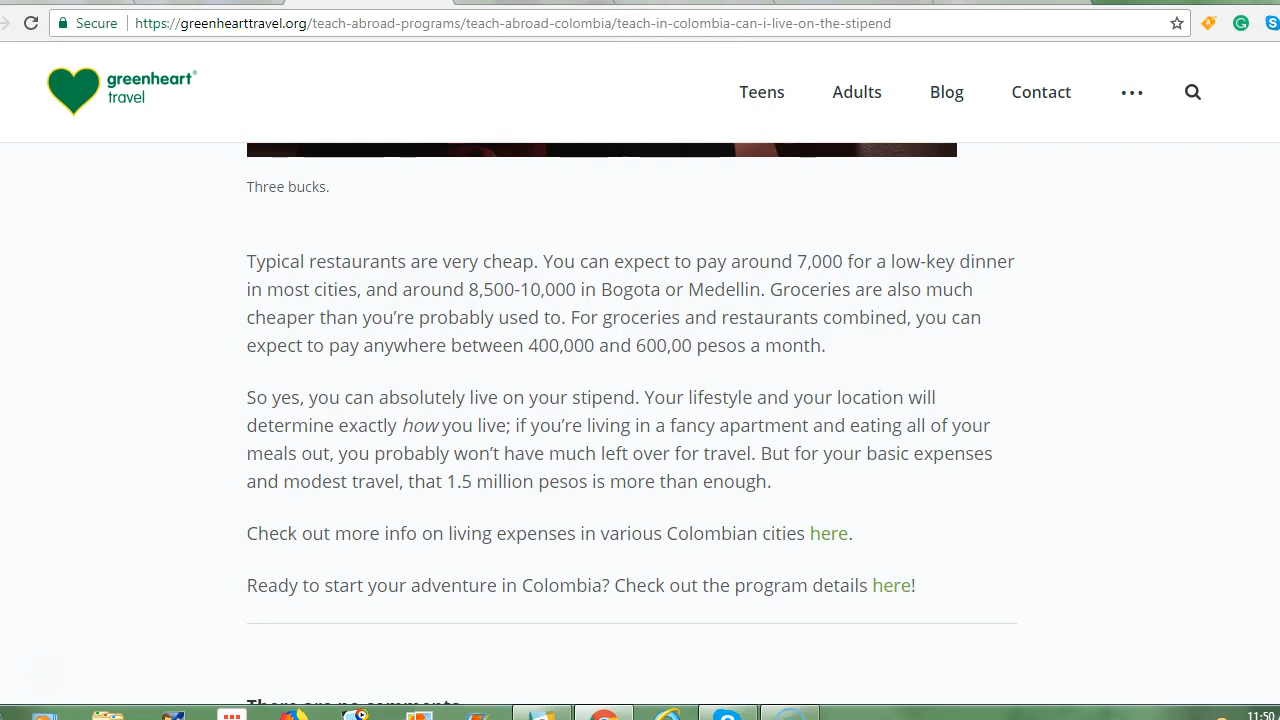 Secure
https://greenhearttravel.org/teach-abroad-programs/teach-abroad-colombia/teach-in-colombia-can-i-live-on-the-stipend
greenheart®
travel
Teens
Adults
Blog
Contact
Three bucks.
Typical restaurants are very cheap. You can expect to pay around 7,000 for a low-key dinner
in most cities, and around 8,500-10,000 in Bogota or Medellin. Groceries are also much
cheaper than you’re probably used to. For groceries and restaurants combined, you can
expect to pay anywhere between 400,000 and 600,00 pesos a month.
So yes, you can absolutely live on your stipend. Your lifestyle and your location will
determine exactly how you live; if you’re living in a fancy apartment and eating all of your
meals out, you probably won’t have much left over for travel. But for your basic expenses
and modest travel, that 1.5 million pesos is more than enough.
Check out more info on living expenses in various Colombian cities here.
Ready to start your adventure in Colombia? Check out the program details here!
There are no comments
11:50